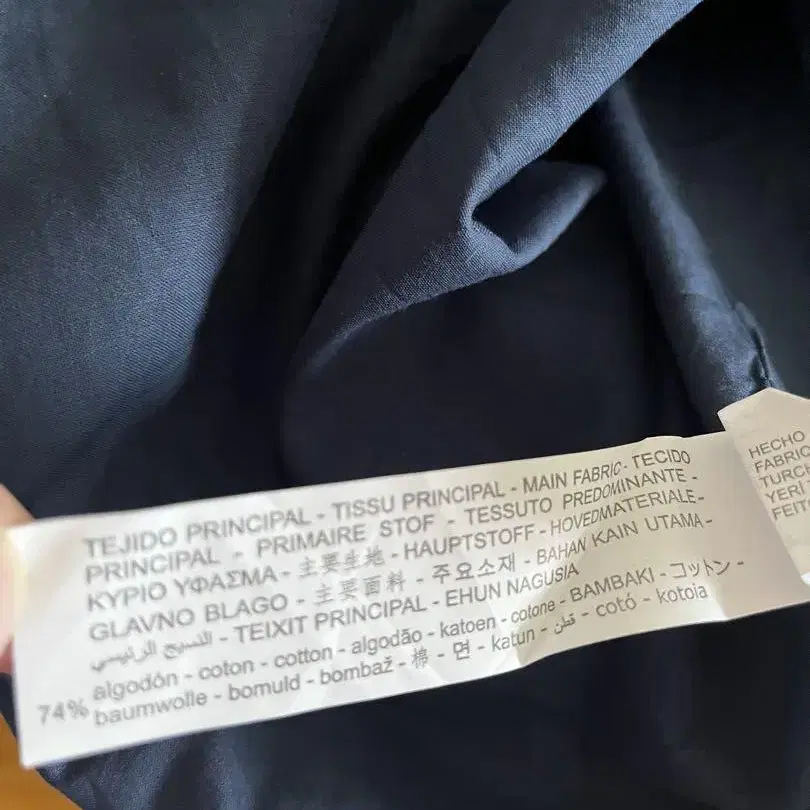 TEJIDO PRINCIPAL - TISSU PRINCIPAL - MAIN FABRIC - TECIDO
PRINCIPAL - PRIMAIRE STOF - TESSUTO PREDOMINANTE -
ΚΥΡΙΟ ΥΦΑΣΜΑ - 主要生地 - HAUPTSTOFF - HOVEDMATERIALE -
GLAVNO BLAGO - 主要面料 - 주요소재 - BAHAN KAIN UTAMA -
النسيج الرئيسي - TEIXIT PRINCIPAL - EHUN NAGUSIA
74% algodón - coton - cotton - algodão - katoen - cotone - BAMBAKI - コットン -
baumwolle - bomuld - bombaž - 棉 - 면 - katun - قطن - cotó - kotoia
HECHO
FABRIQ
TURCH
YERI
FEIT